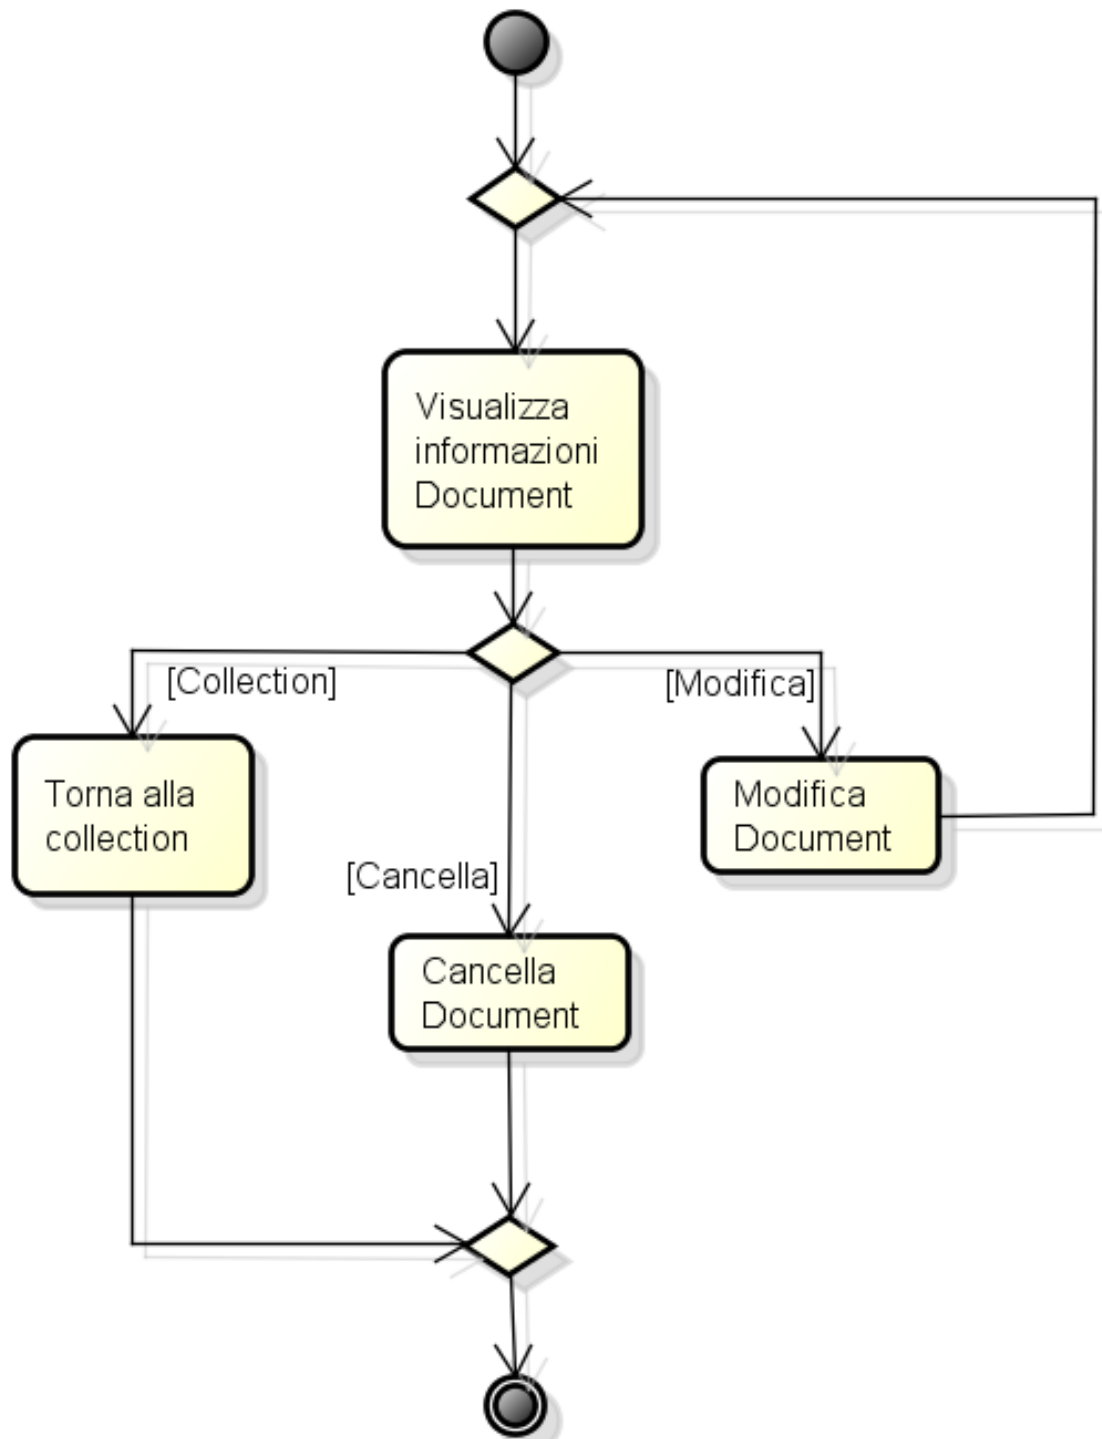 Visualizza
informazioni
Document
[Collection]
[Modifica]
Torna alla
collection
Modifica
Document
[Cancella]
Cancella
Document